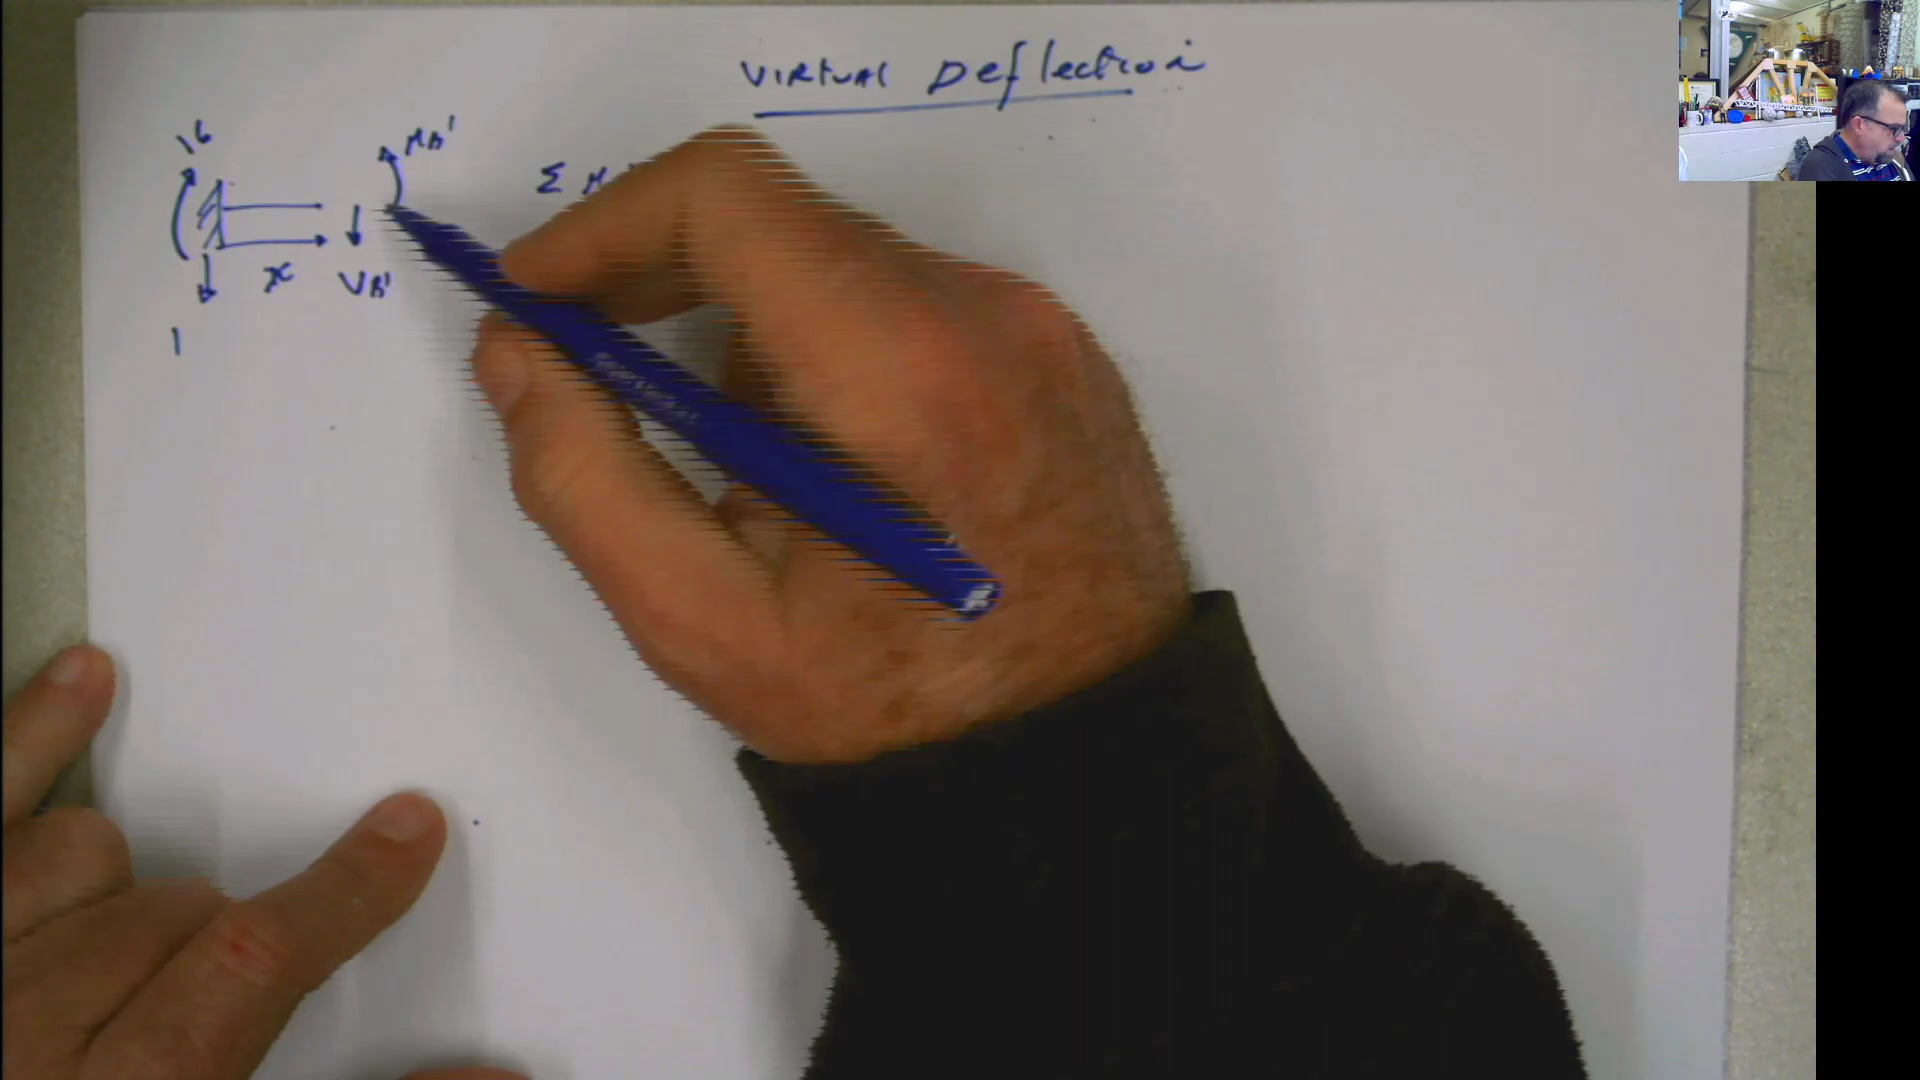 VIRTUAL Deflection
16
MB'
Σ M
x
VB'
1